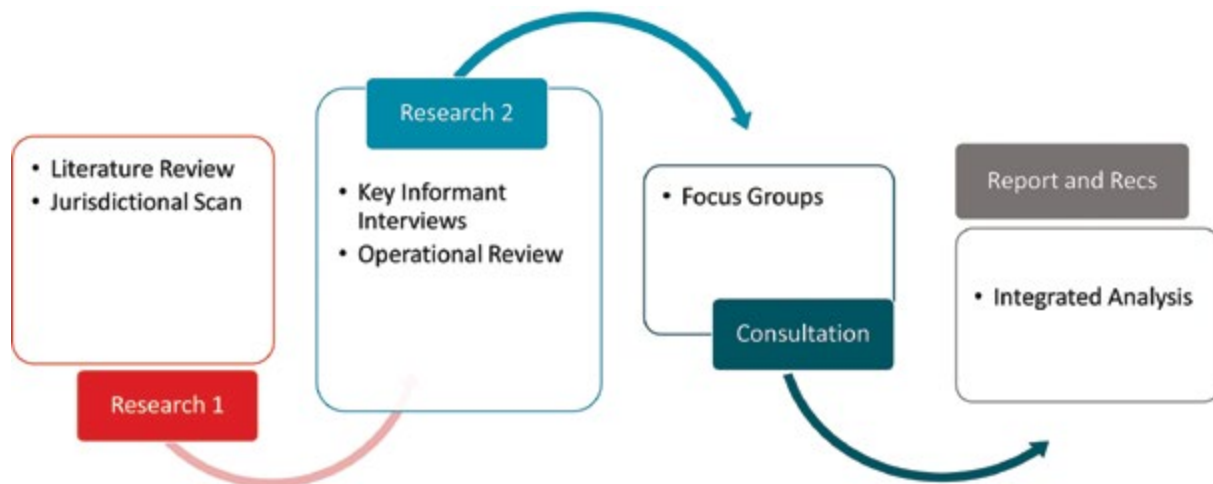 • Literature Review
• Jurisdictional Scan
Research 1
Research 2
• Key Informant
Interviews
• Operational Review
• Focus Groups
Consultation
Report and Recs
• Integrated Analysis